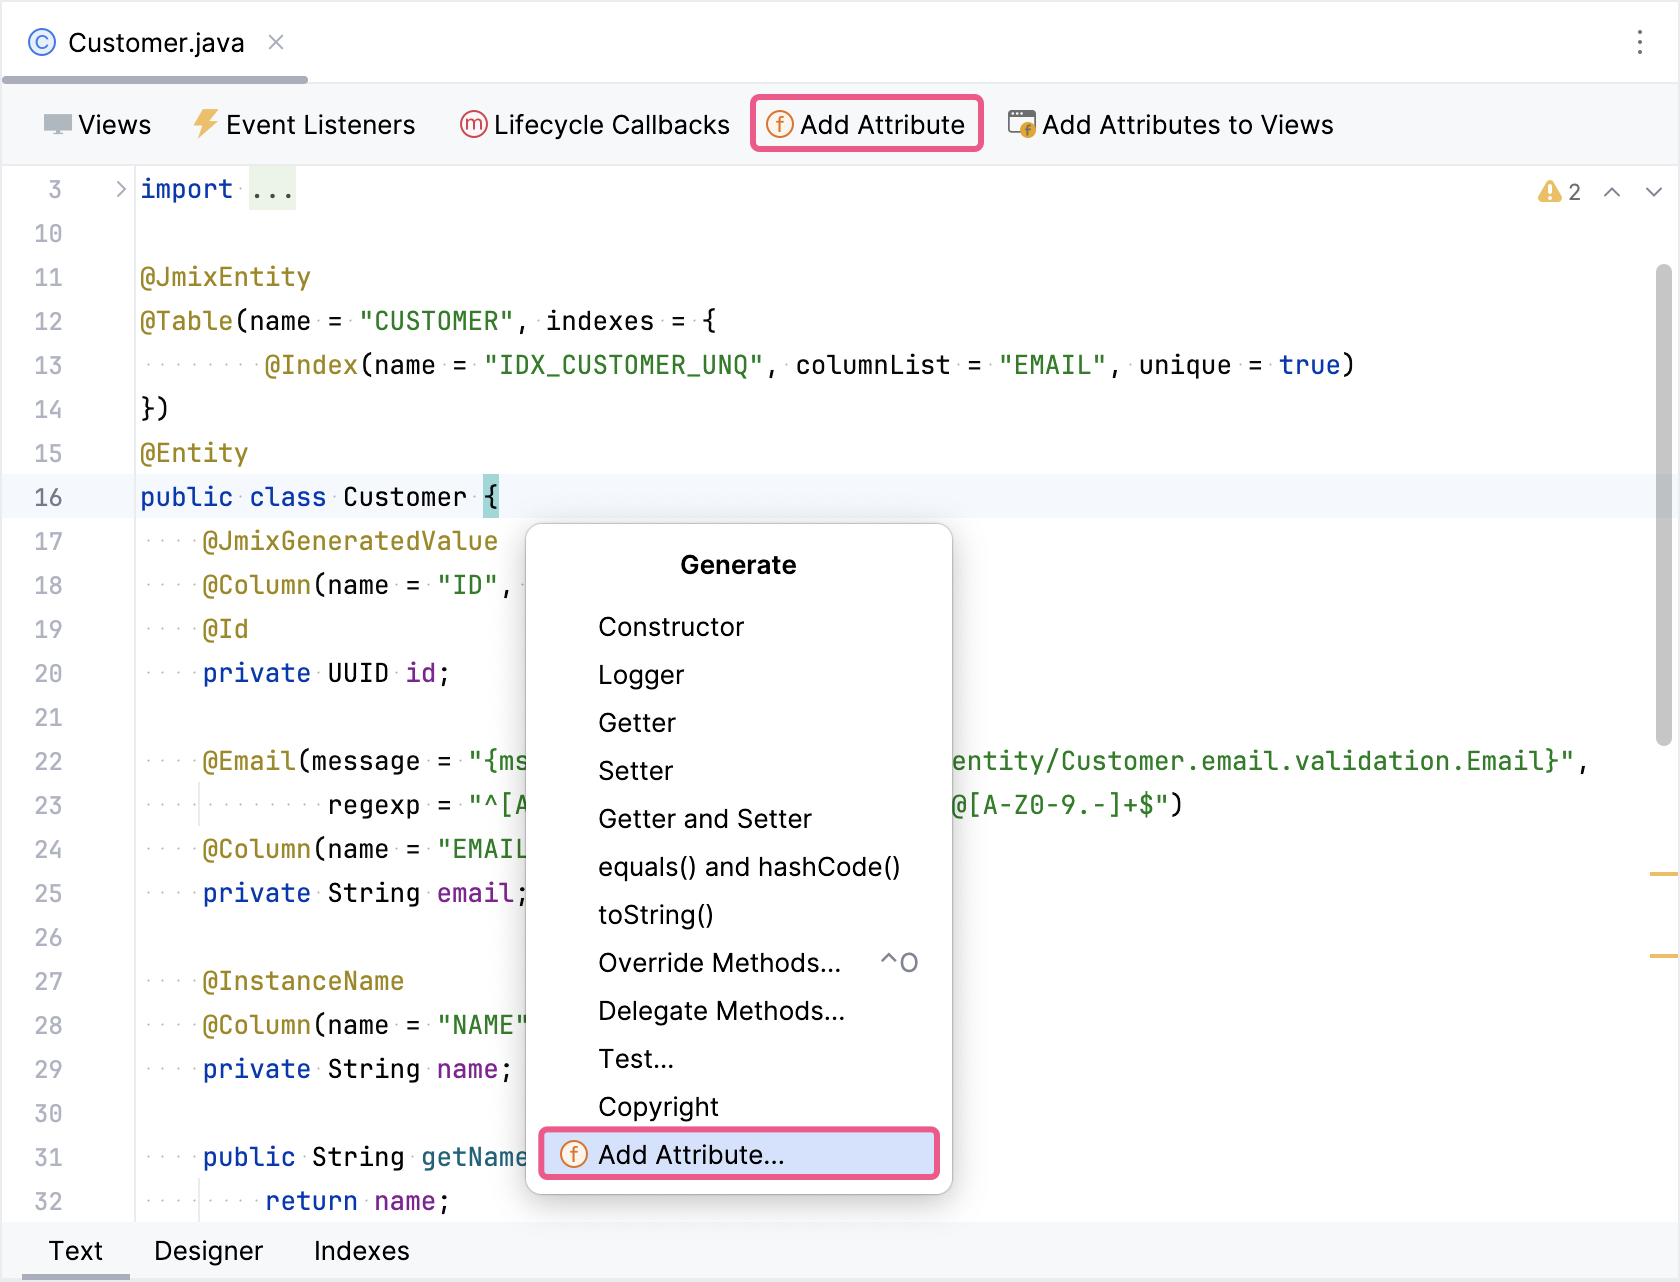 Customer.java
Views Event Listeners Lifecycle Callbacks Add Attribute Add Attributes to Views
3 import ... 2
10
11 @JmixEntity
12 @Table(name = "CUSTOMER", indexes = {
13 @Index(name = "IDX_CUSTOMER_UNQ", columnList = "EMAIL", unique = true)
14 })
15 @Entity
16 public class Customer {
17 @JmixGeneratedValue
18 @Column(name = "ID",
19 @Id
20 private UUID id;
21
22 @Email(message = "{ms entity/Customer.email.validation.Email}",
23 regexp = "^[A @[A-Z0-9.-]+$")
24 @Column(name = "EMAIL
25 private String email;
26
27 @InstanceName
28 @Column(name = "NAME"
29 private String name;
30
31 public String getName
32 return name;
Generate
Constructor
Logger
Getter
Setter
Getter and Setter
equals() and hashCode()
toString()
Override Methods... ^O
Delegate Methods...
Test...
Copyright
Add Attribute...
Text Designer Indexes